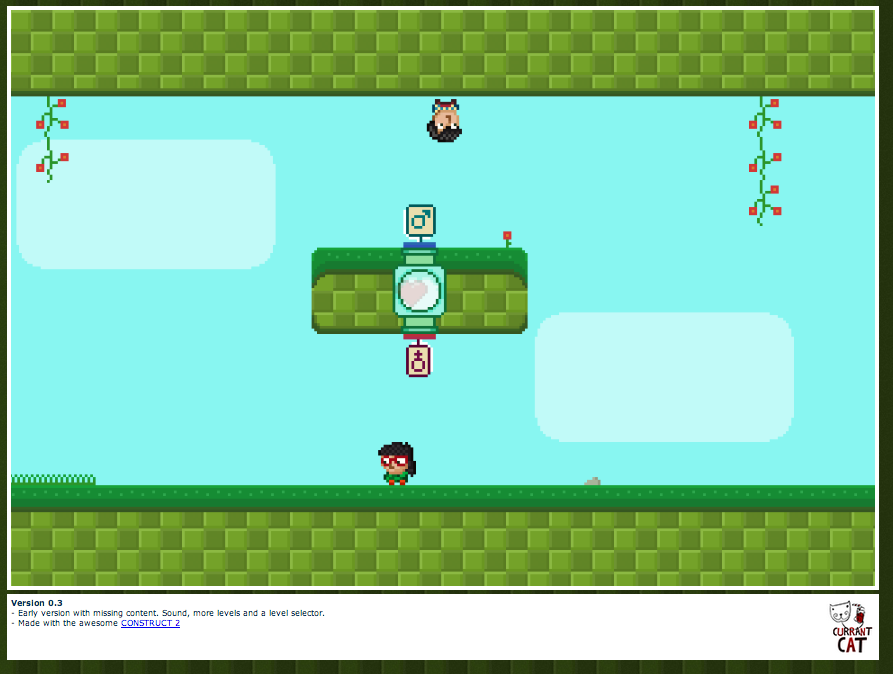 Version 0.3
- Early version with missing content. Sound, more levels and a level selector.
- Made with the awesome CONSTRUCT 2
CURRANT
CAT